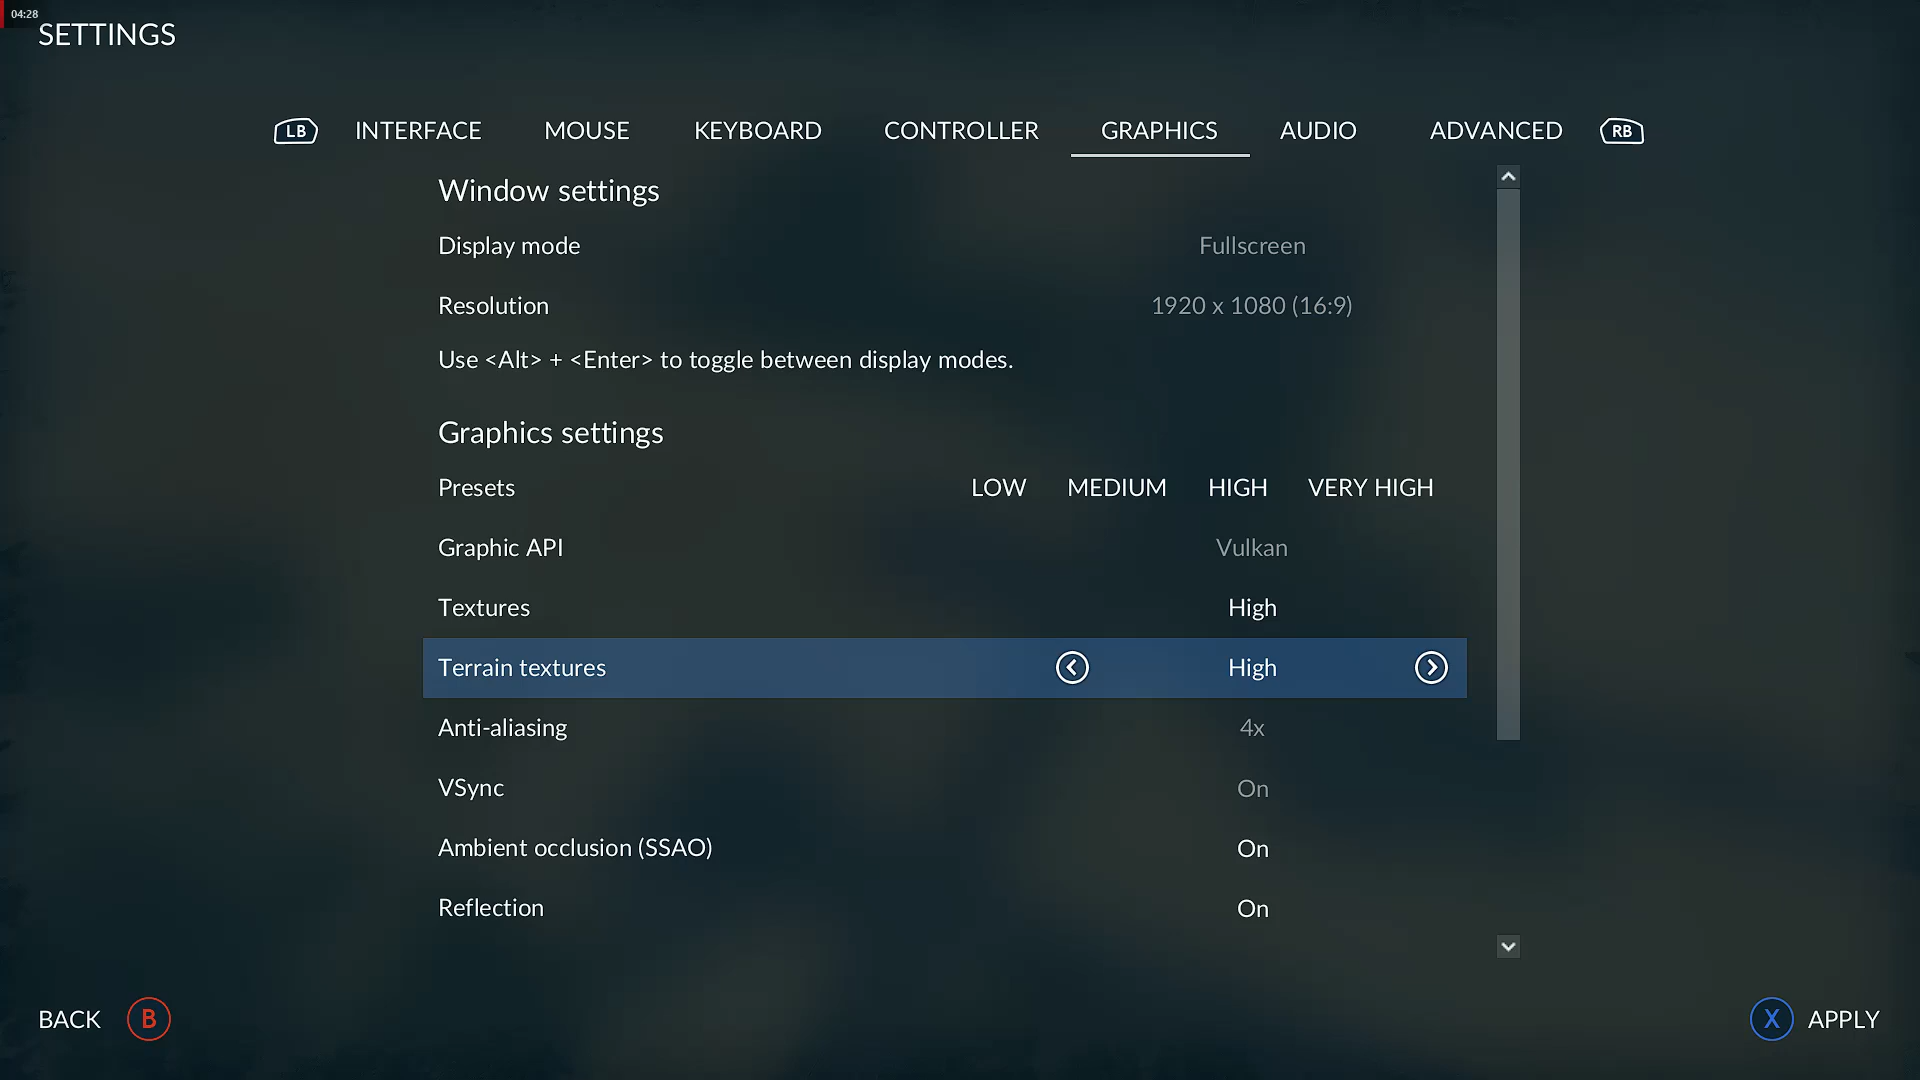 04:28
SETTINGS
LB INTERFACE MOUSE KEYBOARD CONTROLLER GRAPHICS AUDIO ADVANCED RB
Window settings
Display mode Fullscreen
Resolution 1920 x 1080 (16:9)
Use <Alt> + <Enter> to toggle between display modes.
Graphics settings
Presets LOW MEDIUM HIGH VERY HIGH
Graphic API Vulkan
Textures High
Terrain textures High
Anti-aliasing 4x
VSync On
Ambient occlusion (SSAO) On
Reflection On
BACK B X APPLY